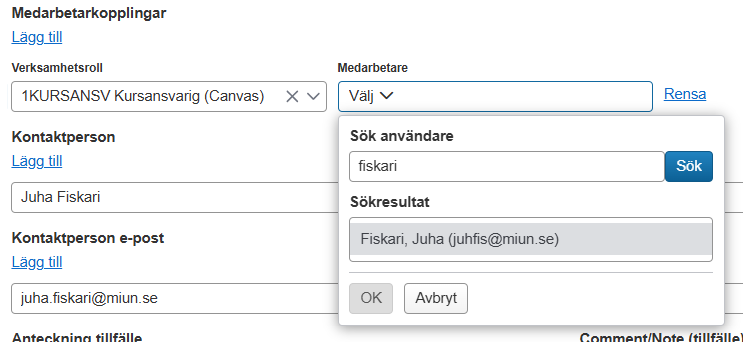 Medarbetarkopplingar
Lägg till
Verksamhetsroll
Medarbetare
1KURSANSV Kursansvarig (Canvas)
Välj
Rensa
Kontaktperson
Lägg till
Juha Fiskari
Sök användare
fiskari
Sök
Sökresultat
Fiskari, Juha (juhfis@miun.se)
OK
Avbryt
Kontaktperson e-post
Lägg till
juha.fiskari@miun.se
Anteckning tillfälle
Comment/Note (tillfälle)